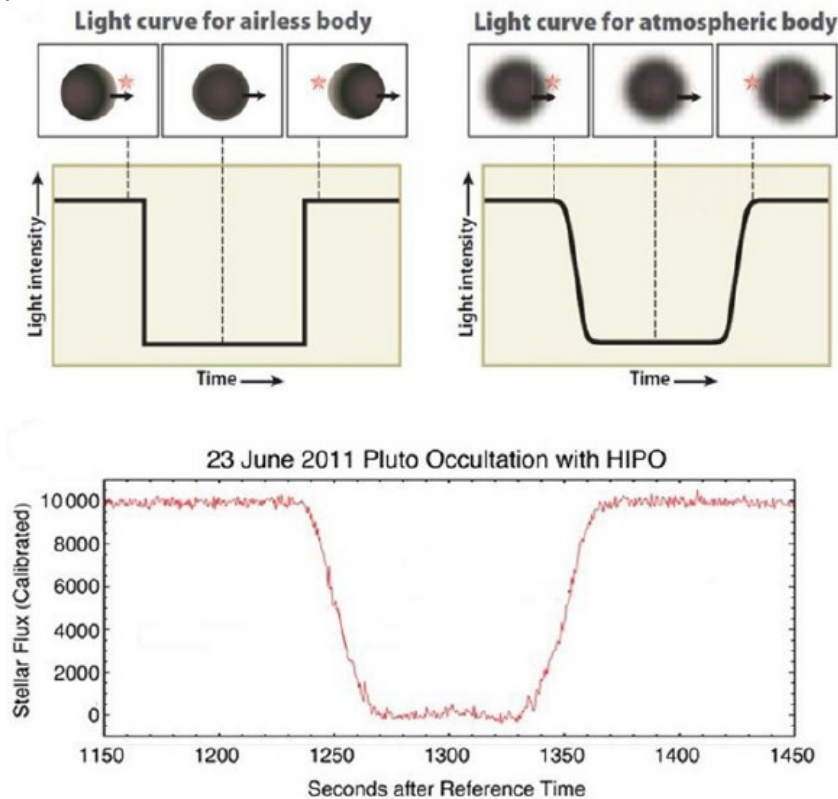 Light curve for airless body
Light intensity
Time
Light curve for atmospheric body
Light intensity
Time
23 June 2011 Pluto Occultation with HIPO
Stellar Flux (Calibrated)
10000
8000
6000
4000
2000
0
1150 1200 1250 1300 1350 1400 1450
Seconds after Reference Time